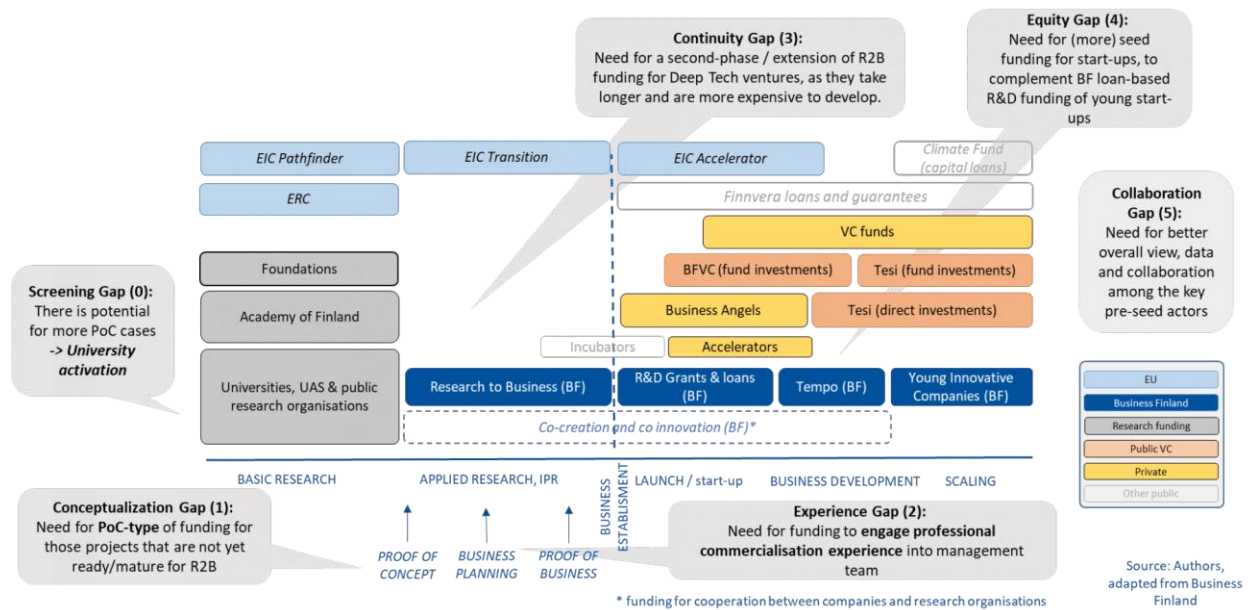 Continuity Gap (3):
Need for a second-phase / extension of R2B
funding for Deep Tech ventures, as they take
longer and are more expensive to develop.
Equity Gap (4):
Need for (more) seed
funding for start-ups, to
complement BF loan-based
R&D funding of young start-
ups
EIC Pathfinder
EIC Transition
EIC Accelerator
Climate Fund
(capital loans)
ERC
Finnvera loans and guarantees
VC funds
Foundations
BFVC (fund investments)
Tesi (fund investments)
Academy of Finland
Business Angels
Tesi (direct investments)
Incubators
Accelerators
Universities, UAS & public
research organisations
Research to Business (BF)
R&D Grants & loans
(BF)
Tempo (BF)
Young Innovative
Companies (BF)
Co-creation and co innovation (BF)*
Screening Gap (0):
There is potential
for more PoC cases
-> University
activation
Collaboration
Gap (5):
Need for better
overall view, data
and collaboration
among the key
pre-seed actors
EU
Business Finland
Research funding
Public VC
Private
Other public
BASIC RESEARCH
APPLIED RESEARCH, IPR
BUSINESS
ESTABLISMENT
LAUNCH / start-up
BUSINESS DEVELOPMENT
SCALING
Conceptualization Gap (1):
Need for PoC-type of funding for
those projects that are not yet
ready/mature for R2B
PROOF OF
CONCEPT
BUSINESS
PLANNING
PROOF OF
BUSINESS
Experience Gap (2):
Need for funding to engage professional
commercialisation experience into management
team
* funding for cooperation between companies and research organisations
Source: Authors,
adapted from Business
Finland